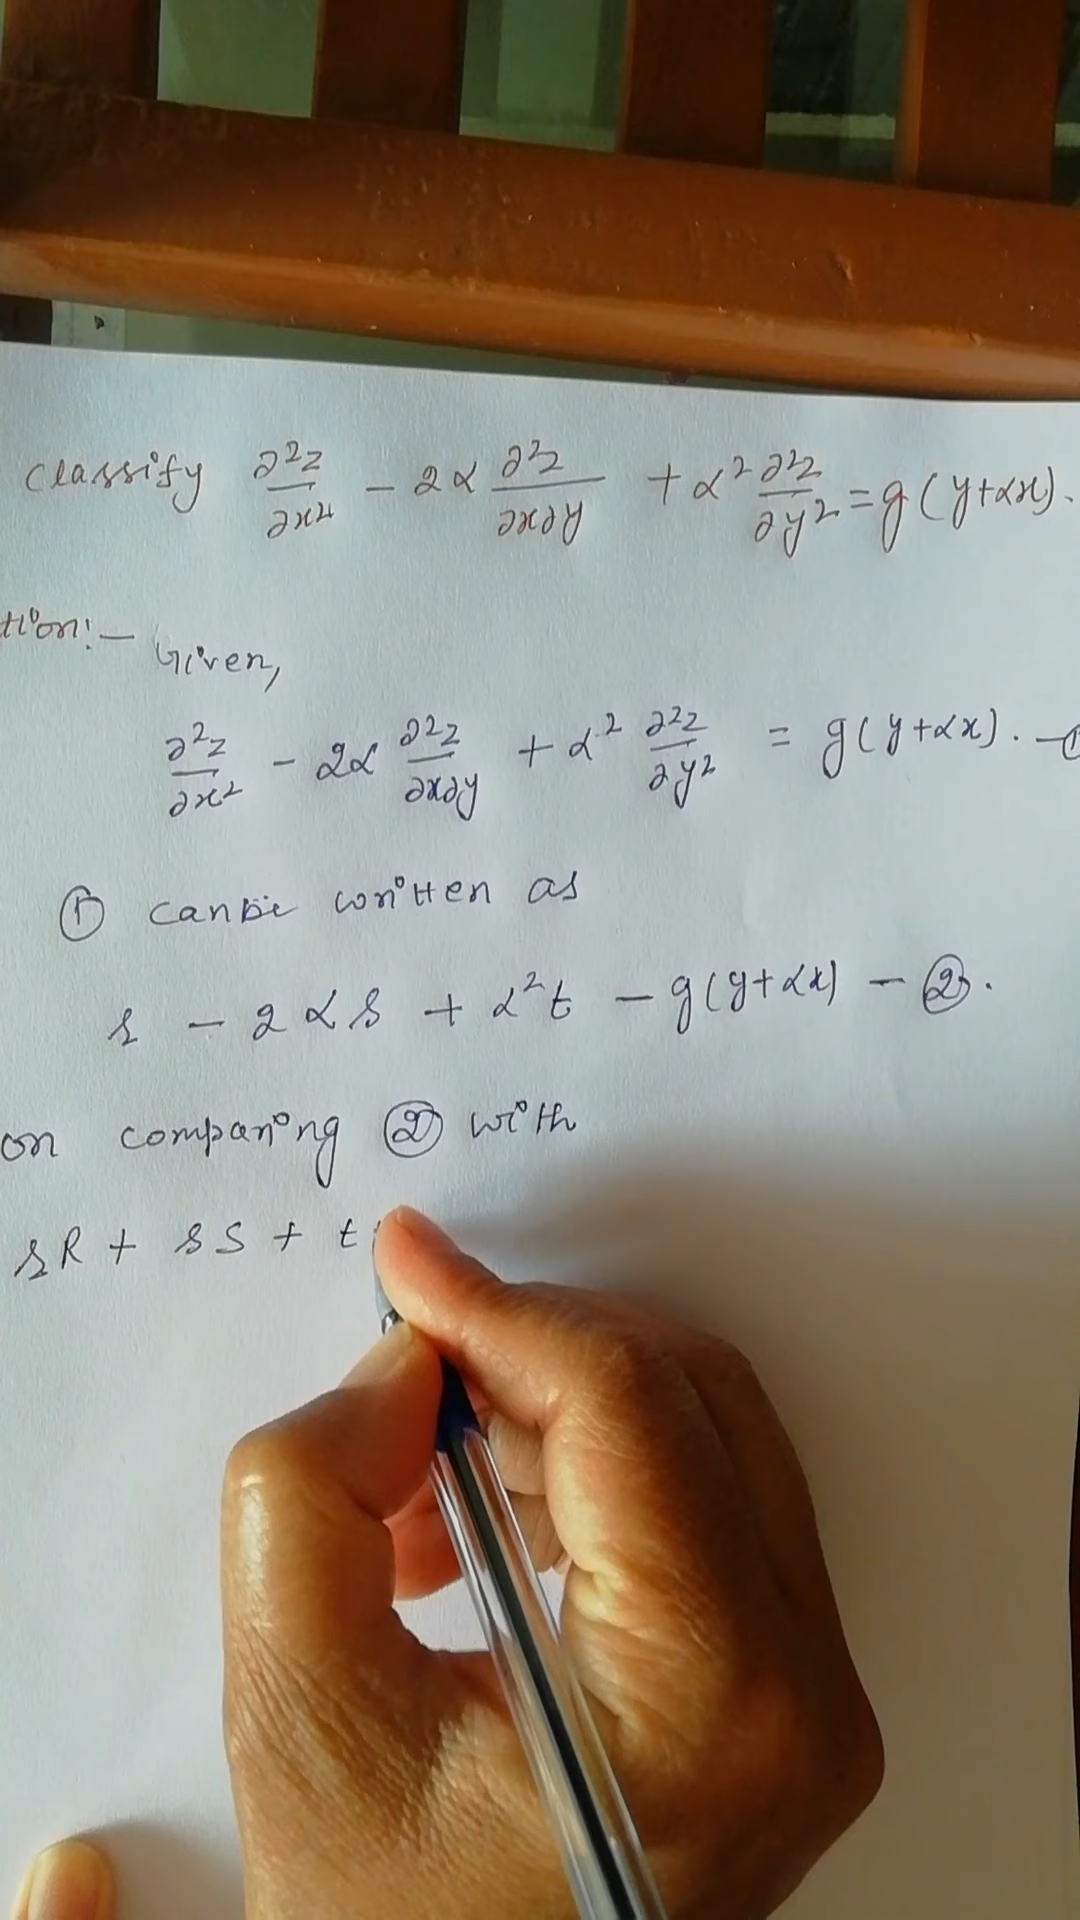 Classify ∂²z/∂x² - 2α ∂²z/∂x∂y + α² ∂²z/∂y² = g(y+αx).
tion:- Given,
∂²z/∂x² - 2α ∂²z/∂x∂y + α² ∂²z/∂y² = g(y+αx). —①
① can be written as
r - 2αs + α²t - g(y+αx) - ②.
on comparing ② with
rR + sS + t